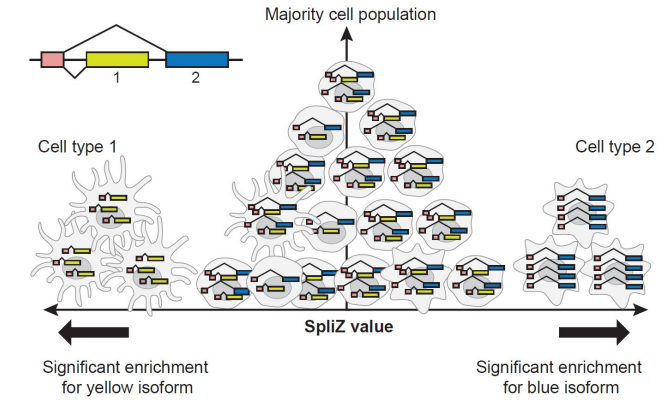 Majority cell population
1
2
Cell type 1
Cell type 2
SpliZ value
Significant enrichment
for yellow isoform
Significant enrichment
for blue isoform